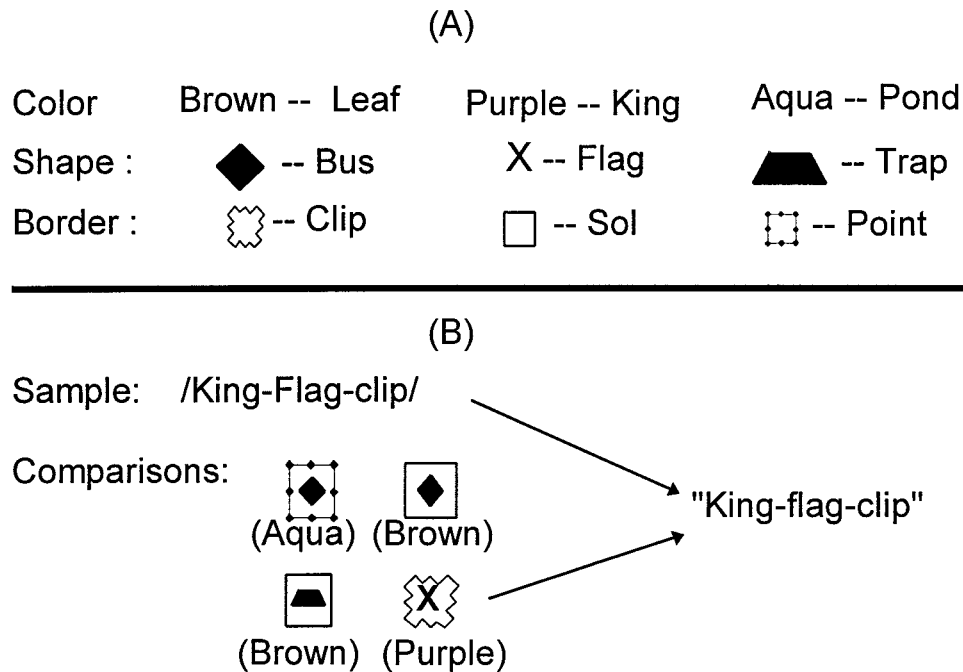 (A)
Color Brown -- Leaf Purple -- King Aqua -- Pond
Shape : -- Bus X -- Flag -- Trap
Border : -- Clip -- Sol -- Point
(B)
Sample: /King-Flag-clip/
Comparisons:
"King-flag-clip"
(Aqua) (Brown)
X
(Brown) (Purple)